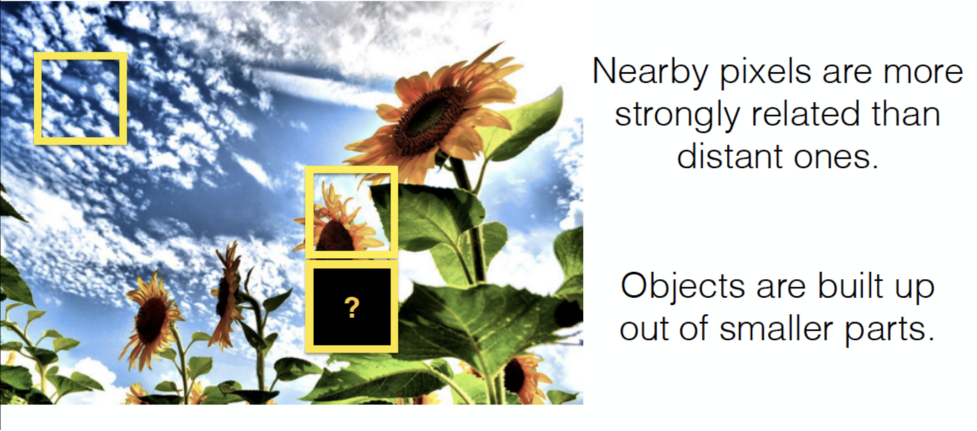 Nearby pixels are more
strongly related than
distant ones.
?
Objects are built up
out of smaller parts.